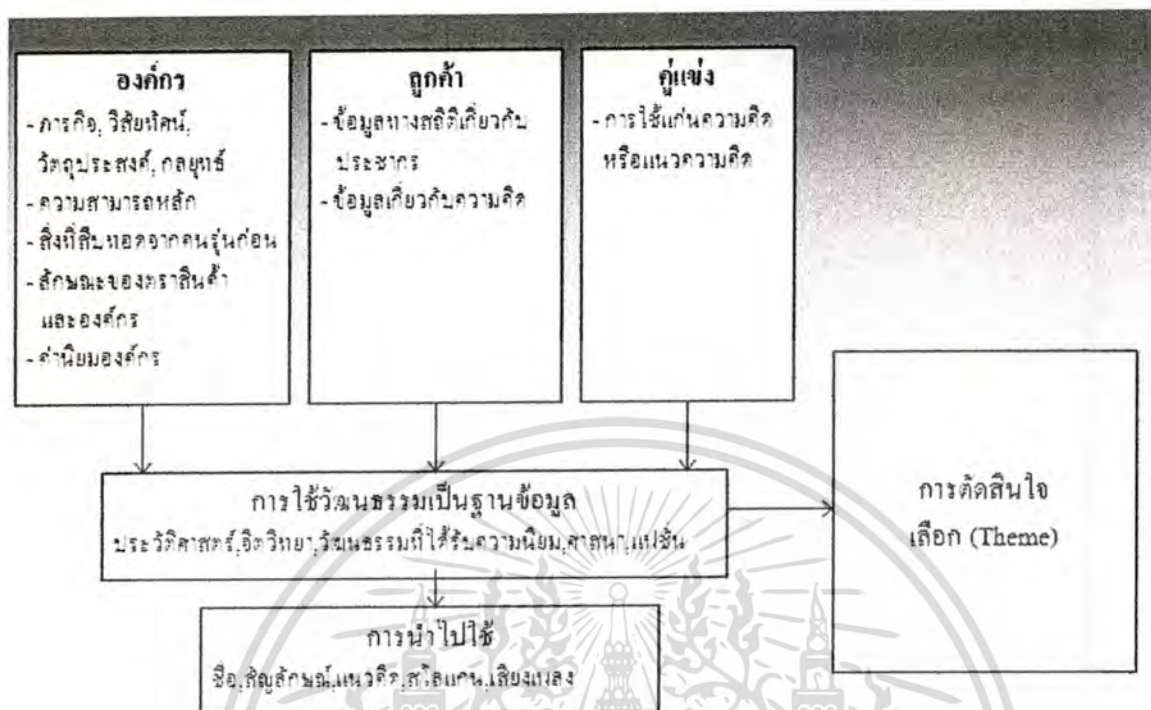 องค์กร
- ภารกิจ, วิสัยทัศน์,
วัตถุประสงค์, กลยุทธ์
- ความสามารถหลัก
- สิ่งที่สืบทอดจากคนรุ่นก่อน
- ลักษณะของตราสินค้า
และองค์กร
- ค่านิยมองค์กร
ลูกค้า
- ข้อมูลทางสถิติเกี่ยวกับ
ประชากร
- ข้อมูลเกี่ยวกับความคิด
คู่แข่ง
- การใช้แก่นความคิด
หรือแนวความคิด
การใช้วัฒนธรรมเป็นฐานข้อมูล
ประวัติศาสตร์,จิตวิทยา,วัฒนธรรมที่ได้รับความนิยม,ศาสนา,แฟชั่น
การตัดสินใจ
เลือก (Theme)
การนำไปใช้
ชื่อ,สัญลักษณ์,แนวคิด,สโลแกน,เสียงเพลง